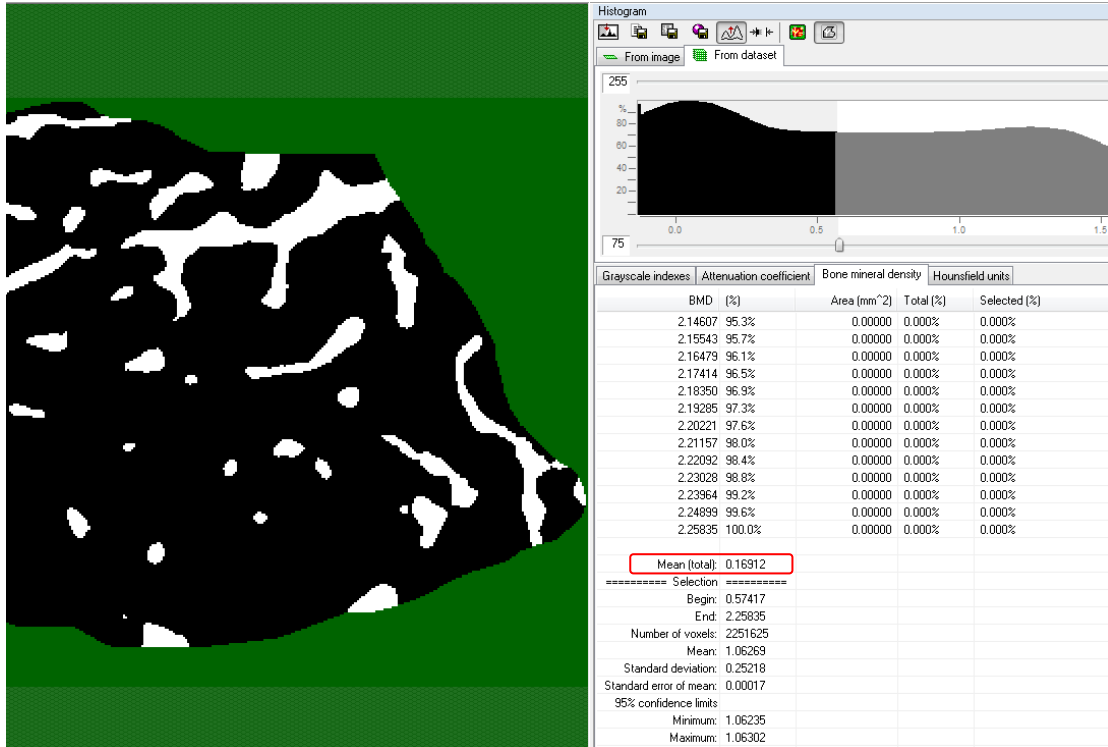 Histogram
From image From dataset
255
%
80
60
40
20
0.0 0.5 1.0 1.5
75
Grayscale indexes Attenuation coefficient Bone mineral density Hounsfield units
BMD (%) Area (mm^2) Total (%) Selected (%)
2.14607 95.3% 0.00000 0.000% 0.000%
2.15543 95.7% 0.00000 0.000% 0.000%
2.16479 96.1% 0.00000 0.000% 0.000%
2.17414 96.5% 0.00000 0.000% 0.000%
2.18350 96.9% 0.00000 0.000% 0.000%
2.19285 97.3% 0.00000 0.000% 0.000%
2.20221 97.6% 0.00000 0.000% 0.000%
2.21157 98.0% 0.00000 0.000% 0.000%
2.22092 98.4% 0.00000 0.000% 0.000%
2.23028 98.8% 0.00000 0.000% 0.000%
2.23964 99.2% 0.00000 0.000% 0.000%
2.24899 99.6% 0.00000 0.000% 0.000%
2.25835 100.0% 0.00000 0.000% 0.000%
Mean (total): 0.16912
========== Selection ==========
Begin: 0.57417
End: 2.25835
Number of voxels: 2251625
Mean: 1.06269
Standard deviation: 0.25218
Standard error of mean: 0.00017
95% confidence limits
Minimum: 1.06235
Maximum: 1.06302